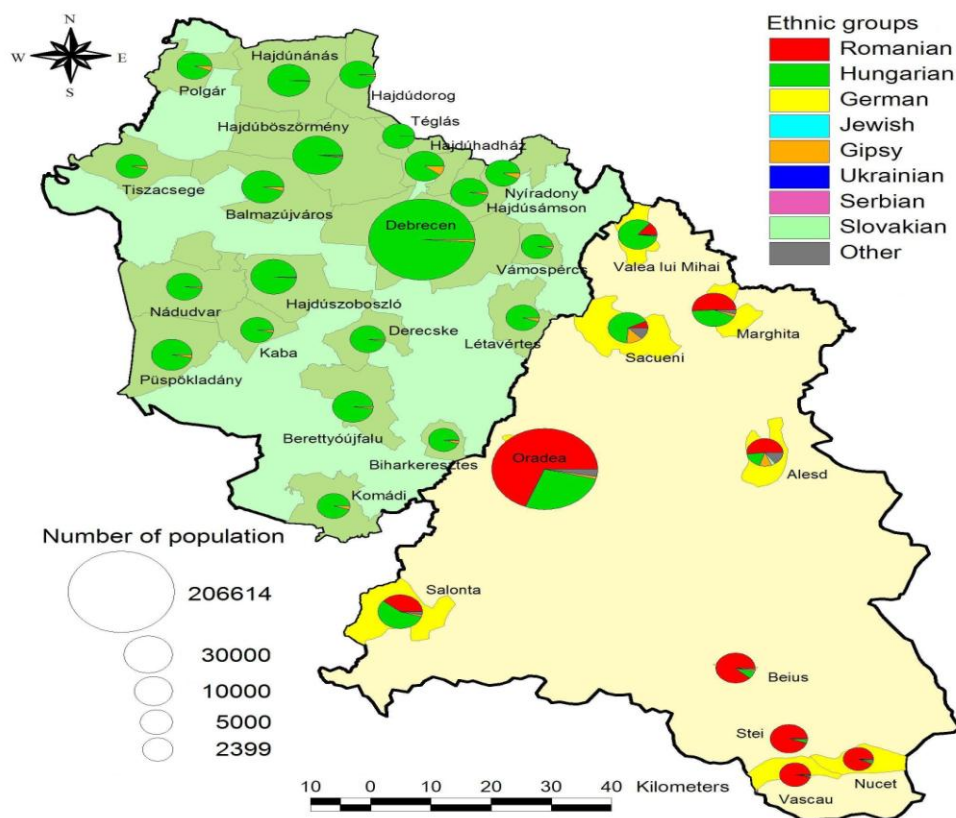 N
W E
S
Ethnic groups
Romanian
Hungarian
German
Jewish
Gipsy
Ukrainian
Serbian
Slovakian
Other
Polgár
Hajdúnánás
Hajdúdorog
Téglás
Hajdúböszörmény
Hajdúhadház
Tiszacsege
Balmazújváros
Nyíradony
Hajdúsámson
Debrecen
Vámospércs
Valea lui Mihai
Nádudvar
Hajdúszoboszló
Létavértes
Marghita
Sacueni
Kaba
Derecske
Püspökladány
Berettyóújfalu
Biharkeresztes
Oradea
Alesd
Komádi
Number of population
206614
30000
10000
5000
2399
Salonta
Beius
Stei
Nucet
Vascau
10 0 10 20 30 40 Kilometers